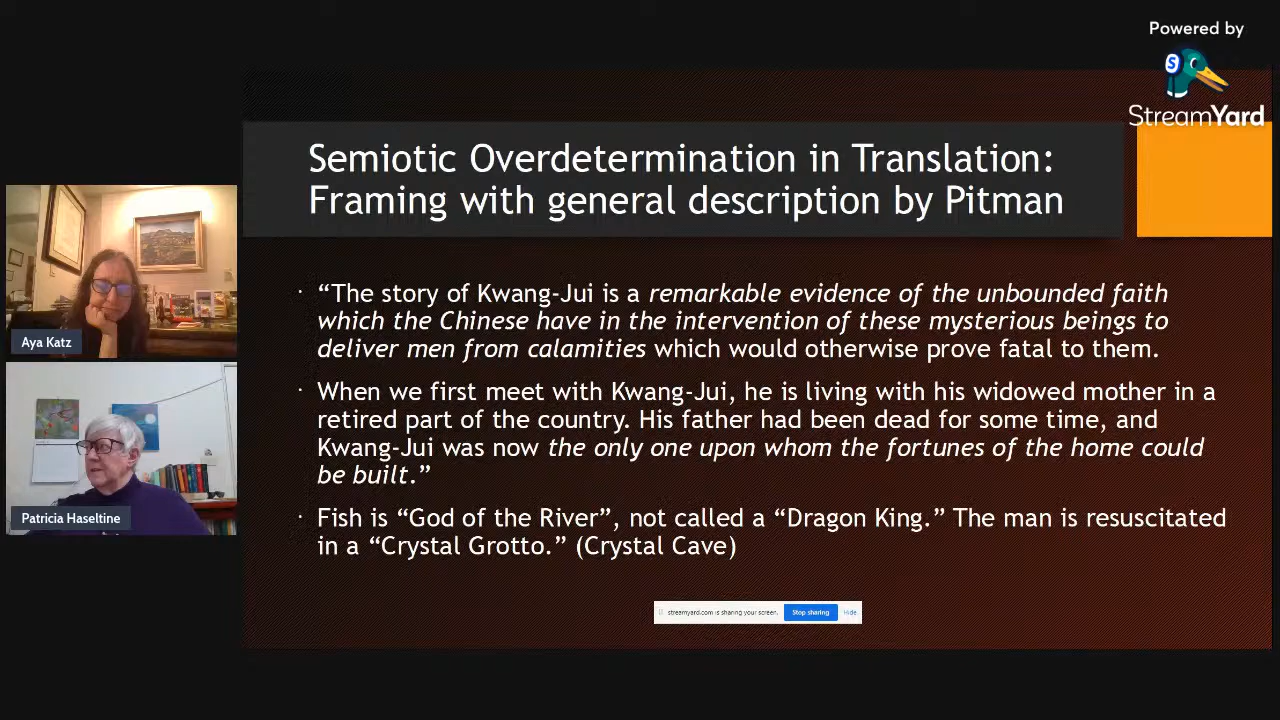 Powered by
StreamYard
Semiotic Overdetermination in Translation:
Framing with general description by Pitman
Aya Katz
Patricia Haseltine
· “The story of Kwang-Jui is a remarkable evidence of the unbounded faith
which the Chinese have in the intervention of these mysterious beings to
deliver men from calamities which would otherwise prove fatal to them.
· When we first meet with Kwang-Jui, he is living with his widowed mother in a
retired part of the country. His father had been dead for some time, and
Kwang-Jui was now the only one upon whom the fortunes of the home could
be built.”
· Fish is “God of the River”, not called a “Dragon King.” The man is resuscitated
in a “Crystal Grotto.” (Crystal Cave)
streamyard.com is sharing your screen. Stop sharing Hide